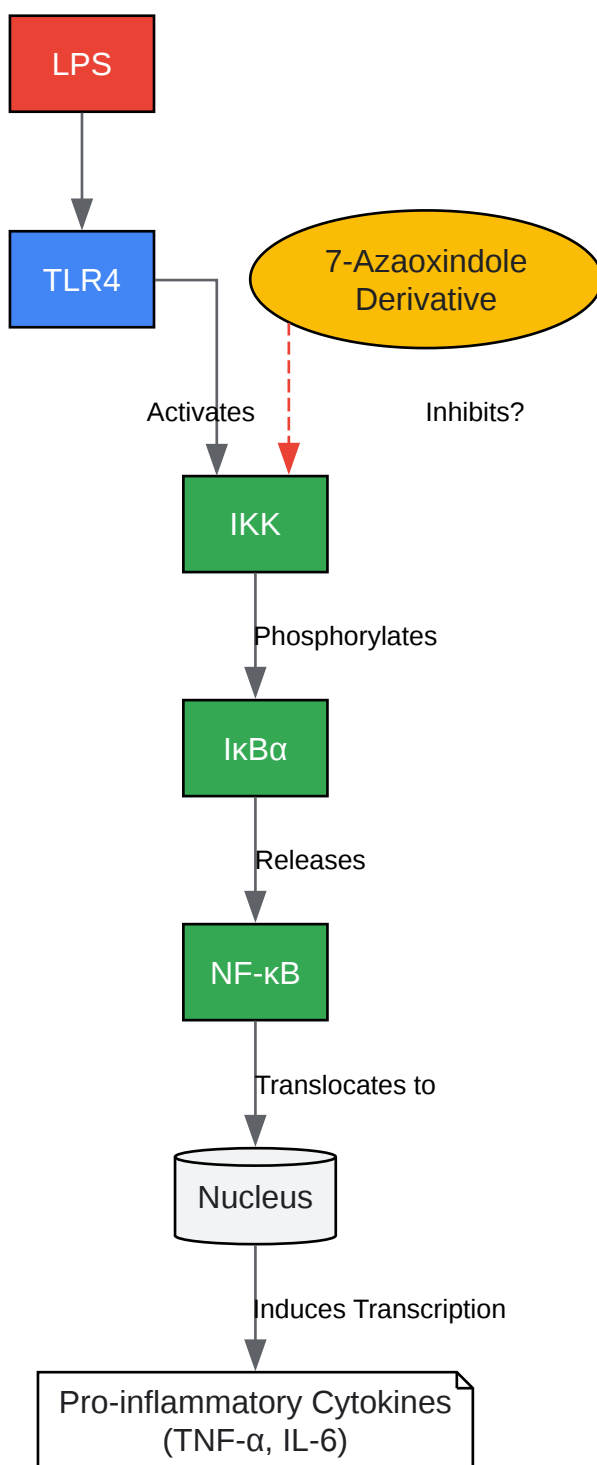 LPS
TLR4
7-Azaoxindole
Derivative
Activates
Inhibits?
IKK
Phosphorylates
IκBα
Releases
NF-κB
Translocates to
Nucleus
Induces Transcription
Pro-inflammatory Cytokines
(TNF-α, IL-6)